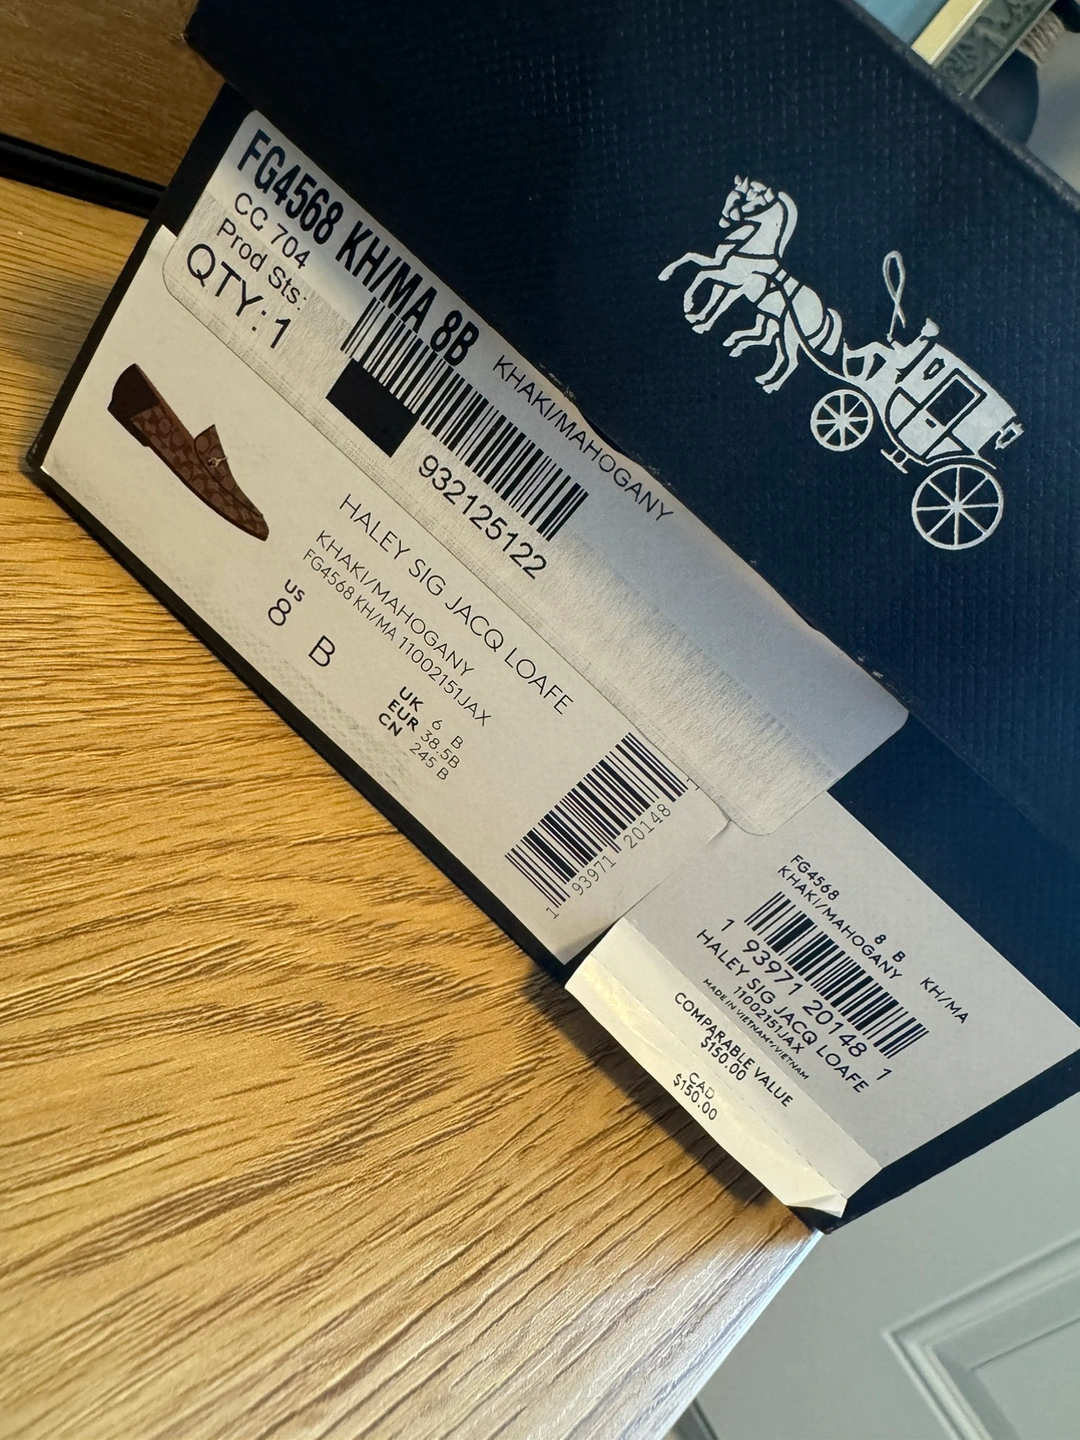 FG4568 KH/MA 8B
CC 704
Prod Sts:
QTY: 1
KHAKI/MAHOGANY
932125122
HALEY SIG JACQ LOAFE
KHAKI/MAHOGANY
FG4568 KH/MA 11002151JAX
US
8 B
UK 6 B
EUR 38.5B
CN 245 B
1 93971 20148 1
FG4568
KHAKI/MAHOGANY
8 B KH/MA
1 93971 20148 1
HALEY SIG JACQ LOAFE
11002151JAX
MADE IN VIETNAM*/VIETNAM
COMPARABLE VALUE
$150.00
CAD
$150.00